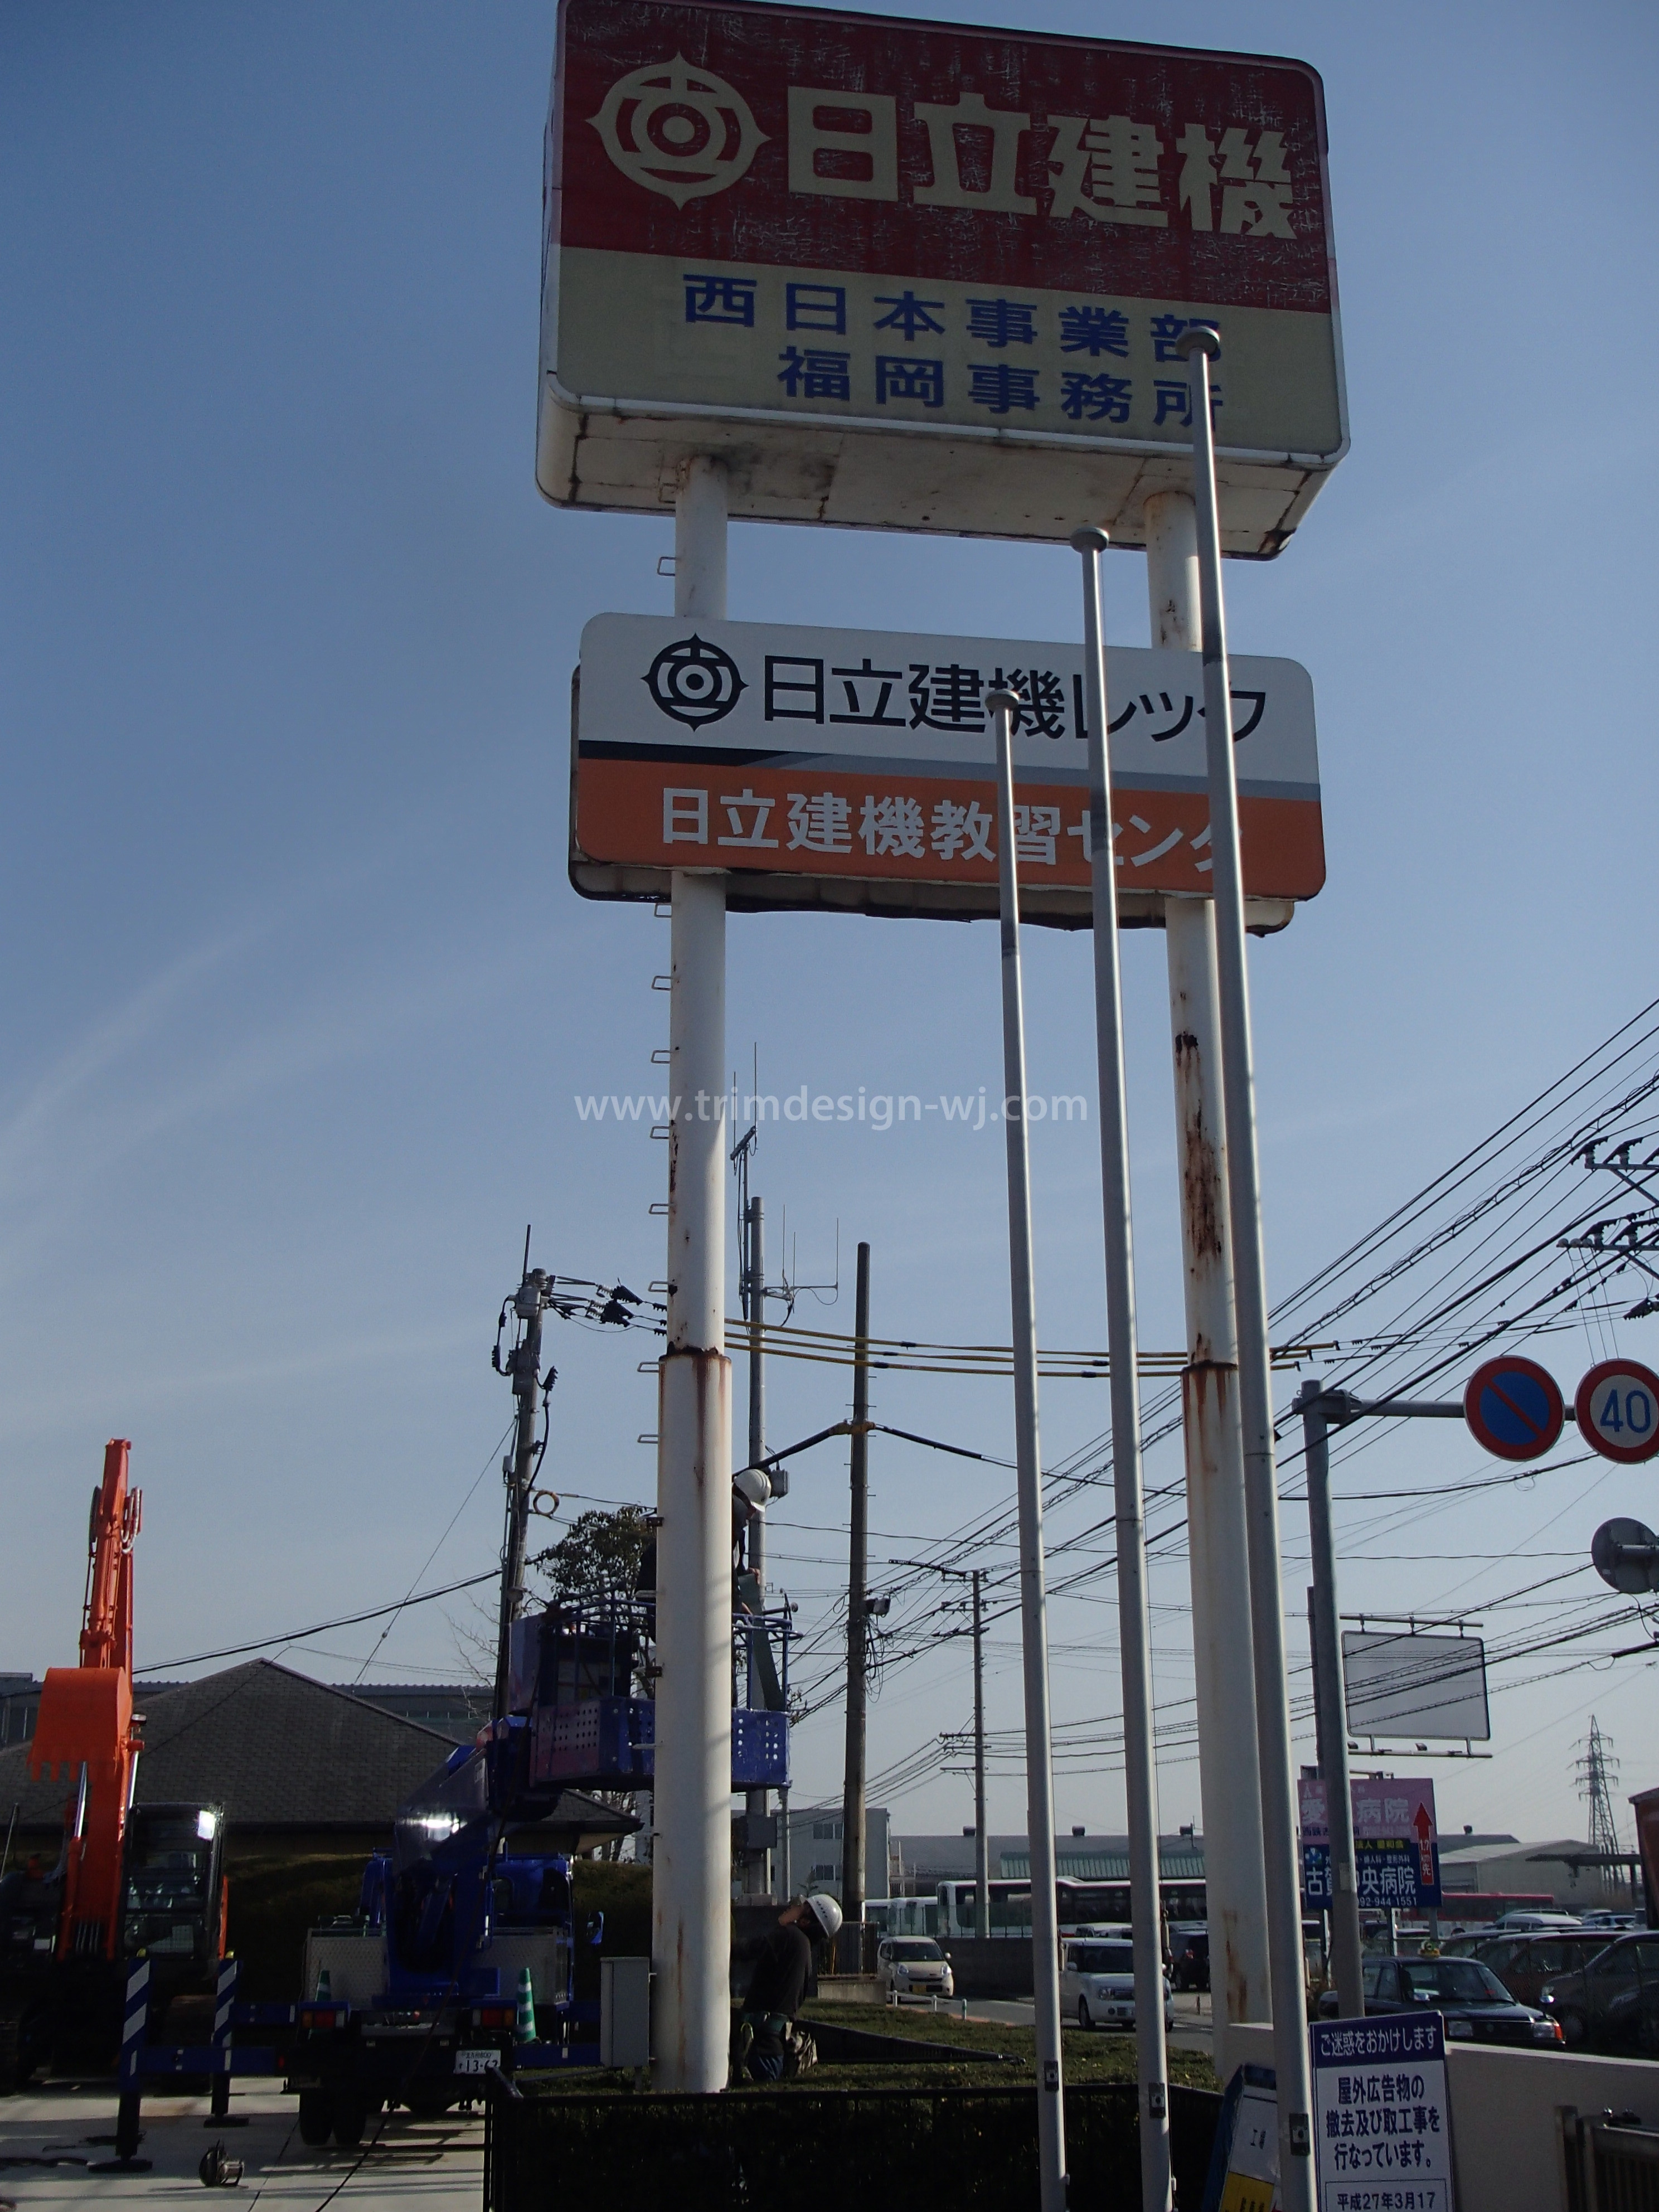 日立建機
西日本事業部
福岡事務所
日立建機レック
日立建機教習センタ
www.trimdesign-wj.com
40
病院
中央病院
092-944-1551
1.7
先
ご迷惑をおかけします
屋外広告物の
撤去及び取工事を
行なっています。
平成27年3月17